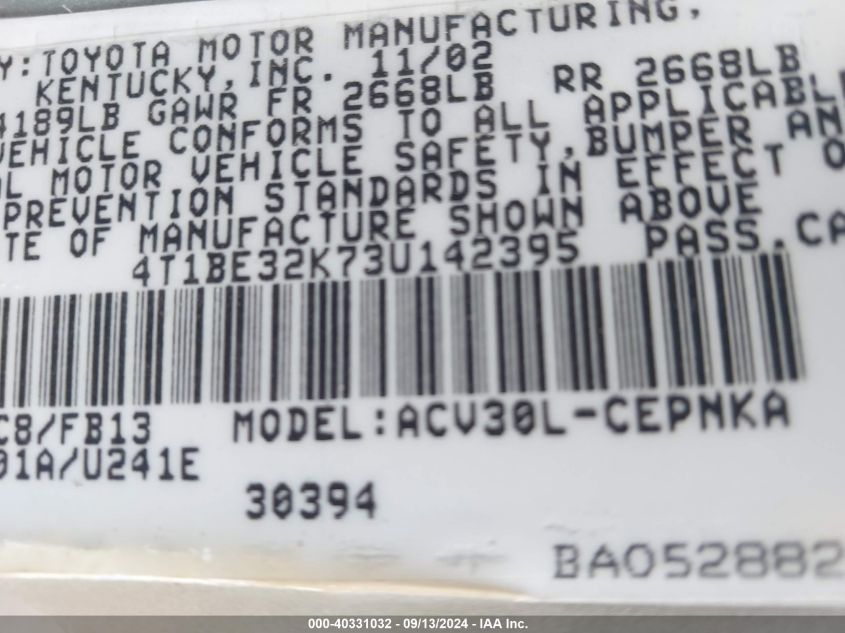 Y:TOYOTA MOTOR MANUFACTURING,
KENTUCKY,INC. 11/02
4189LB GAWR FR 2668LB RR 2668LB
VEHICLE CONFORMS TO ALL APPLICABLE
L MOTOR VEHICLE SAFETY,BUMPER AN
PREVENTION STANDARDS IN EFFECT O
TE OF MANUFACTURE SHOWN ABOVE
4T1BE32K73U142395 PASS.CA
C8/FB13 MODEL:ACV30L-CEPNKA
01A/U241E
30394
BA052882
000-40331032 - 09/13/2024 - IAA Inc.